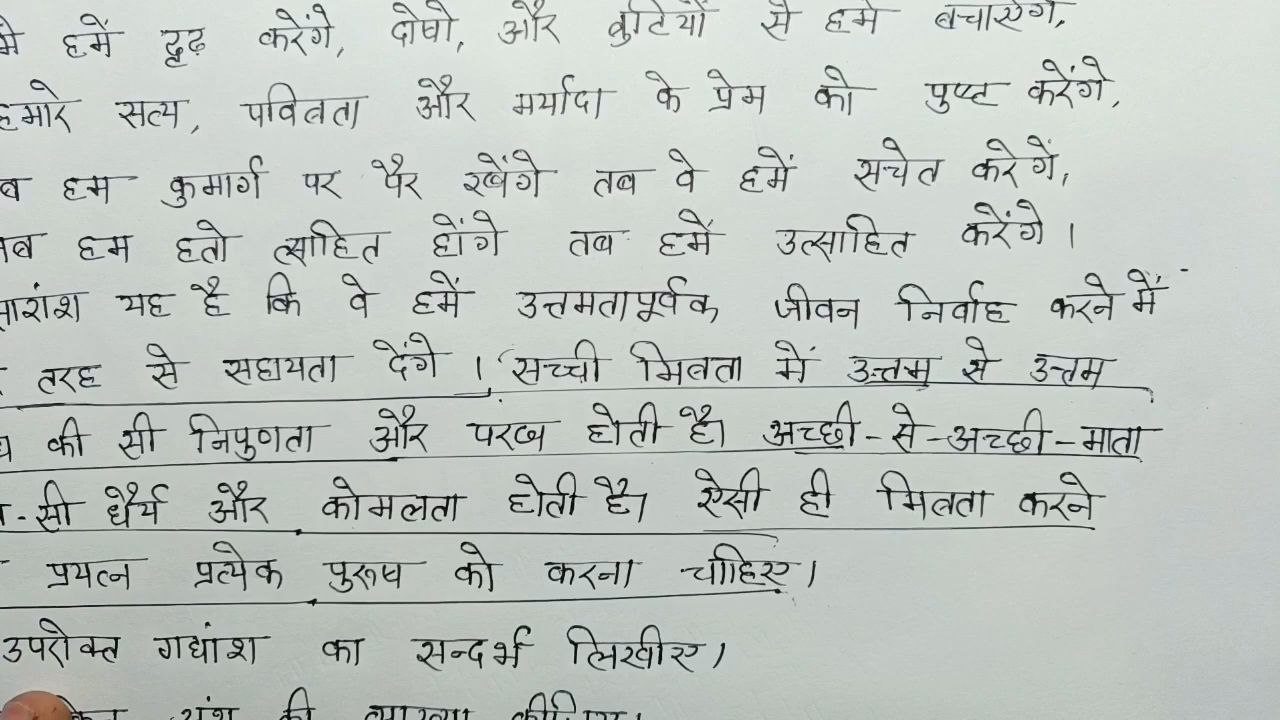 हमें दृढ़ करेंगे, दोषो, और त्रुटियों से हमे बचाएंगे,
हमारे सत्य, पवित्रता और मर्यादा के प्रेम को पुष्ट करेंगे,
ब हम कुमार्ग पर पैर रखेंगे तब वे हमें सचेत करेगें,
हम हतो त्साहित होंगे तब हमें उत्साहित करेंगे।
सारांश यह है कि वे हमें उत्तमतापूर्वक जीवन निर्वाह करने में
तरह से सहायता देंगे। सच्ची मित्रता में उत्तम से उत्तम
की सी निपुणता और परख होती है। अच्छी-से-अच्छी-माता
-सी धैर्य और कोमलता होती है। ऐसी ही मित्रता करने
प्रयत्न प्रत्येक पुरुष को करना चाहिए।
उपरोक्त गद्यांश का सन्दर्भ लिखीए।